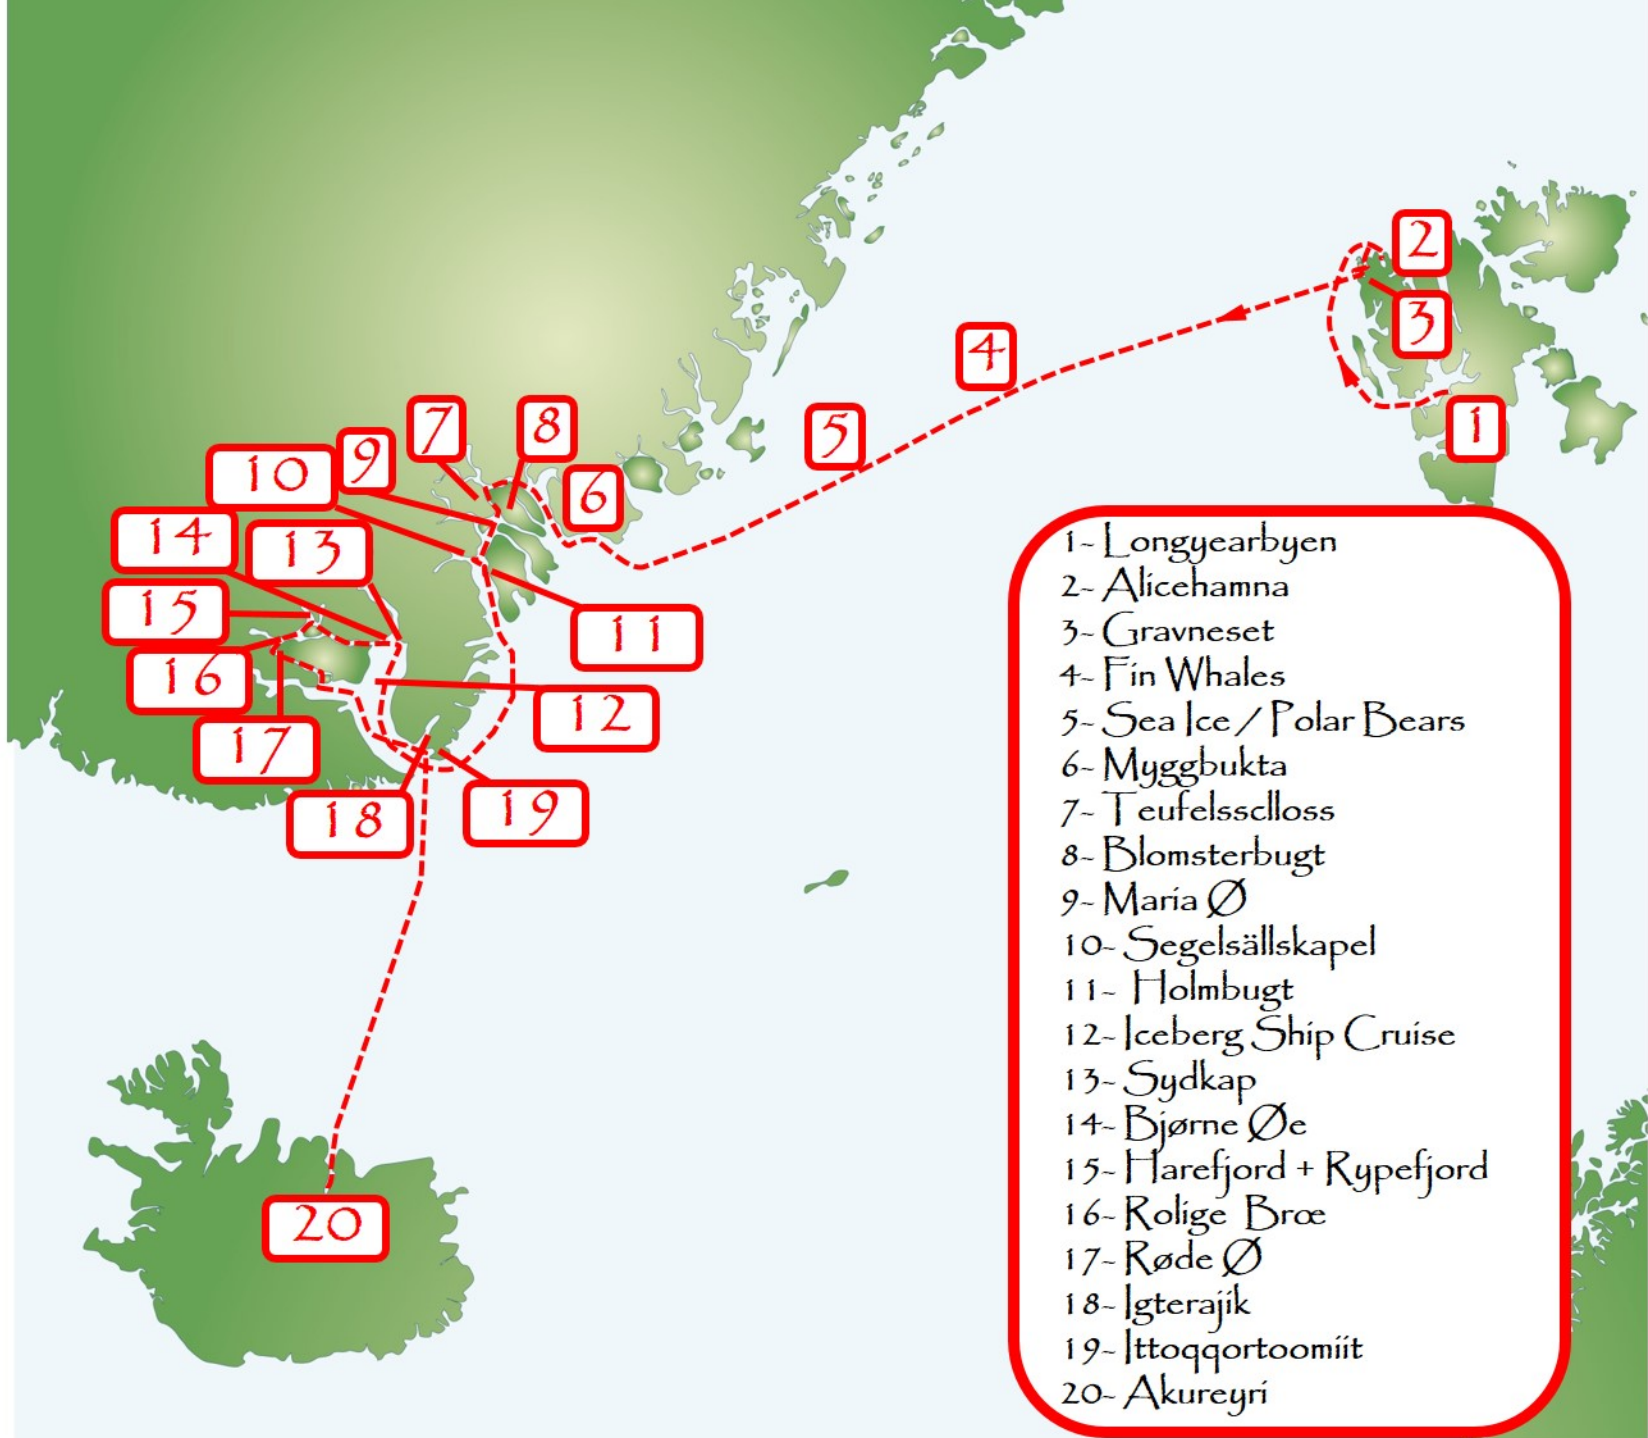 2
3
4
1
7
8
5
9
10
6
14
13
15
11
16
12
17
18
19
20
1- Longyearbyen
2- Alicehamna
3- Gravneset
4- Fin Whales
5- Sea Ice / Polar Bears
6- Myggbukta
7- Teufelssclloss
8- Blomsterbugt
9- Maria Ø
10- Segelsällskapel
11- Holmbugt
12- Iceberg Ship Cruise
13- Sydkap
14- Bjørne Øe
15- Harefjord + Rypefjord
16- Rolige Bræ
17- Røde Ø
18- Igterajik
19- Ittoqqortoomiit
20- Akureyri